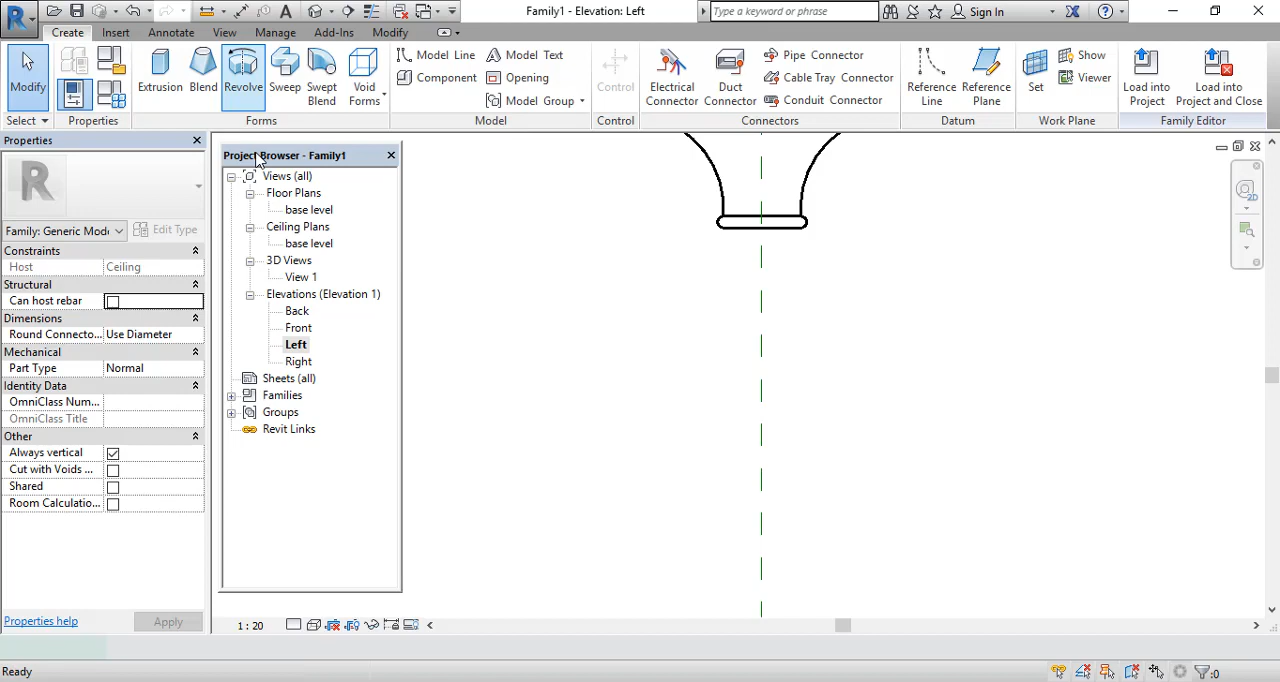 Family1 - Elevation: Left
Type a keyword or phrase
Sign In
Create Insert Annotate View Manage Add-Ins Modify
Modify
Extrusion
Blend
Revolve
Sweep
Swept
Blend
Void
Forms
Model Line
Component
Model Text
Opening
Model Group
Control
Electrical
Connector
Duct
Connector
Pipe Connector
Cable Tray Connector
Conduit Connector
Reference
Line
Reference
Plane
Set
Show
Viewer
Load into
Project
Load into
Project and Close
Select Properties Forms Model Control Connectors Datum Work Plane Family Editor
Properties
R
Family: Generic Mode
Edit Type
Constraints
Host Ceiling
Structural
Can host rebar
Dimensions
Round Connecto... Use Diameter
Mechanical
Part Type Normal
Identity Data
OmniClass Num...
OmniClass Title
Other
Always vertical
Cut with Voids ...
Shared
Room Calculatio...
Properties help
Apply
Project Browser - Family1
Views (all)
Floor Plans
base level
Ceiling Plans
base level
3D Views
View 1
Elevations (Elevation 1)
Back
Front
Left
Right
Sheets (all)
Families
Groups
Revit Links
2D
1 : 20
Ready
:0